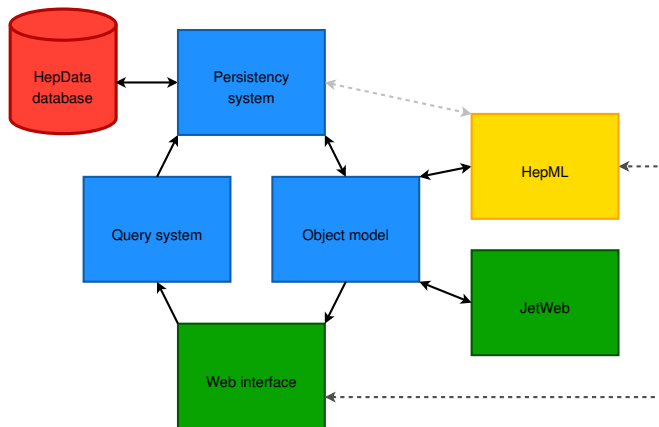 HepData
database
Persistency
system
HepML
Query system
Object model
JetWeb
Web interface